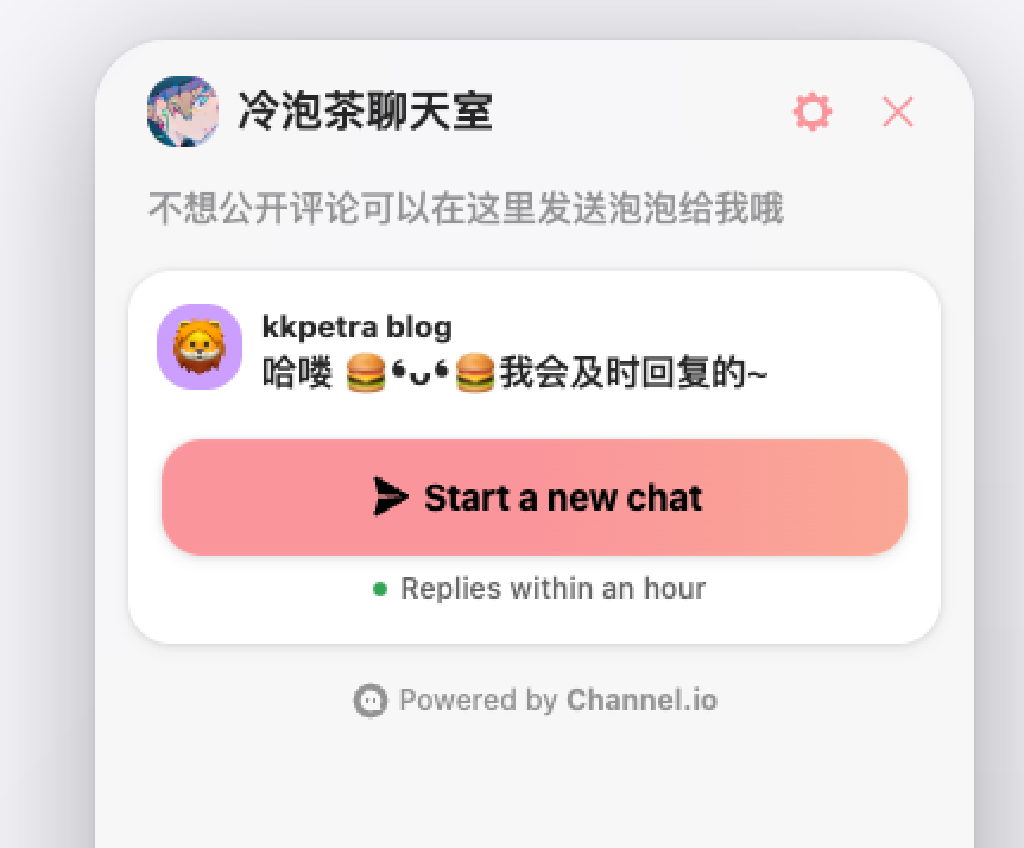 冷泡茶聊天室
不想公开评论可以在这里发送泡泡给我哦
kkpetra blog
哈喽 🍔❛ᴗ❛🍔我会及时回复的~
Start a new chat
Replies within an hour
Powered by Channel.io